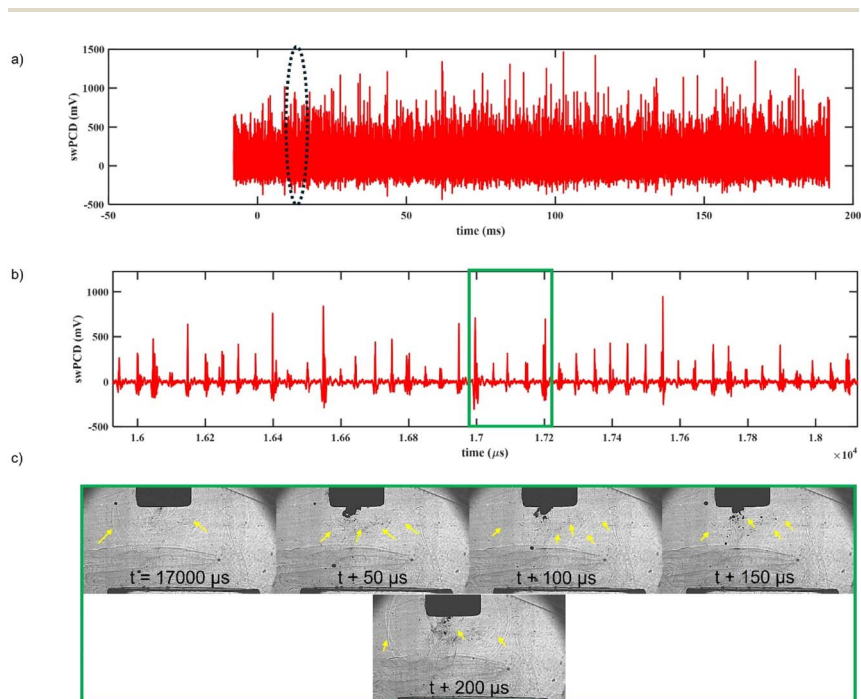 a)
1500
1000
500
0
-500
swPCD (mV)
-50 0 50 100 150 200
time (ms)
b)
1000
500
0
-500
swPCD (mV)
1.6 1.62 1.64 1.66 1.68 1.7 1.72 1.74 1.76 1.78 1.8
time (μs)
×10⁴
c)
t = 17000 µs
t + 50 µs
t + 100 µs
t + 150 µs
t + 200 µs